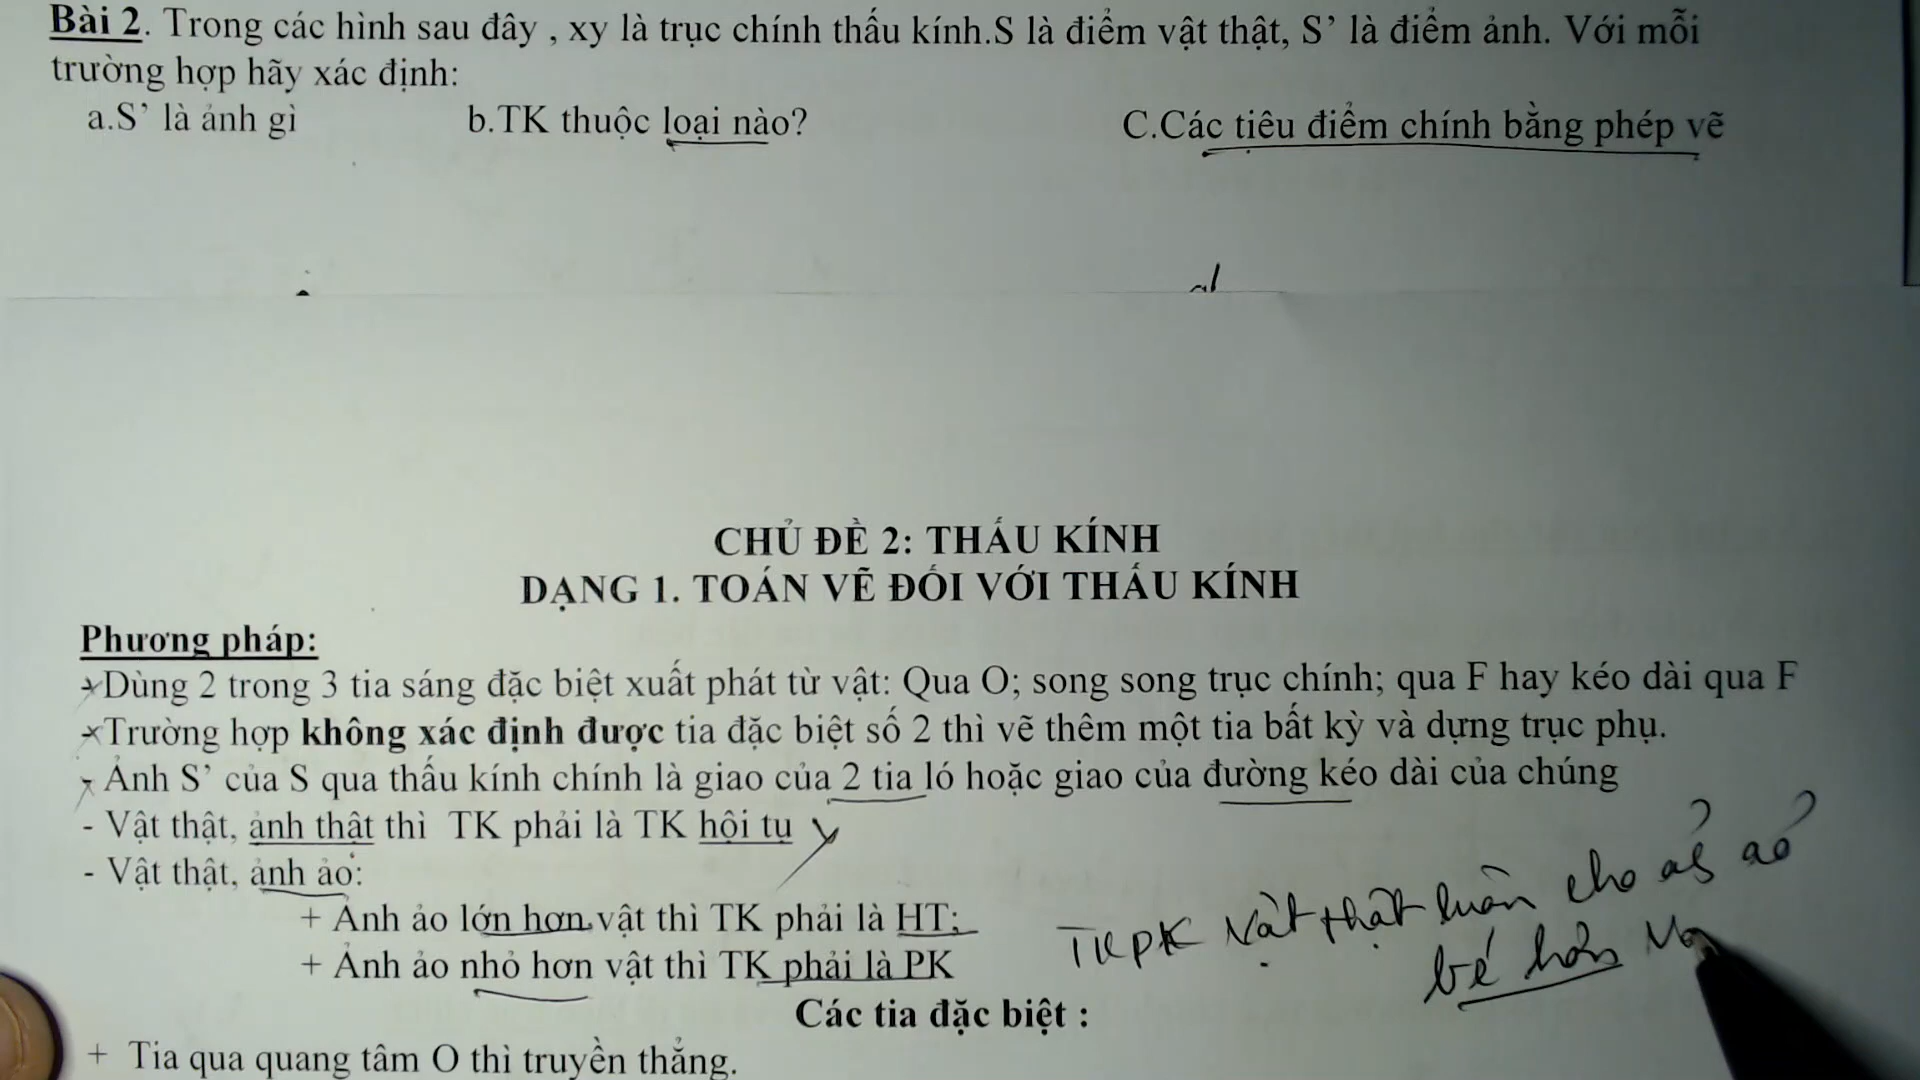 Bài 2. Trong các hình sau đây , xy là trục chính thấu kính.S là điểm vật thật, S’ là điểm ảnh. Với mỗi
trường hợp hãy xác định:
a.S’ là ảnh gì b.TK thuộc loại nào? C.Các tiêu điểm chính bằng phép vẽ
CHỦ ĐỀ 2: THẤU KÍNH
DẠNG 1. TOÁN VẼ ĐỐI VỚI THẤU KÍNH
Phương pháp:
Dùng 2 trong 3 tia sáng đặc biệt xuất phát từ vật: Qua O; song song trục chính; qua F hay kéo dài qua F
Trường hợp không xác định được tia đặc biệt số 2 thì vẽ thêm một tia bất kỳ và dựng trục phụ.
Ảnh S’ của S qua thấu kính chính là giao của 2 tia ló hoặc giao của đường kéo dài của chúng
- Vật thật, ảnh thật thì TK phải là TK hội tụ
- Vật thật, ảnh ảo:
+ Ảnh ảo lớn hơn vật thì TK phải là HT;
+ Ảnh ảo nhỏ hơn vật thì TK phải là PK
TKPK Vật thật luôn cho ảo
bé hơn
Các tia đặc biệt :
+ Tia qua quang tâm O thì truyền thẳng.